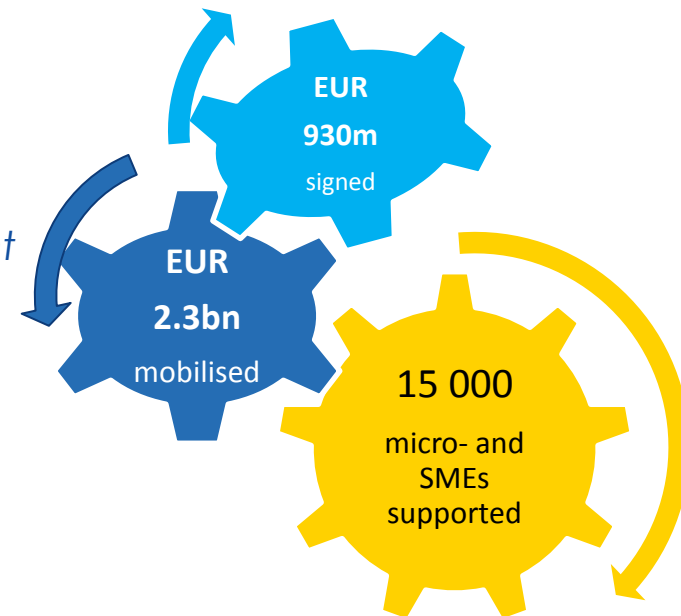 EUR
930m
signed
t
EUR
2.3bn
mobilised
15 000
micro- and
SMEs
supported